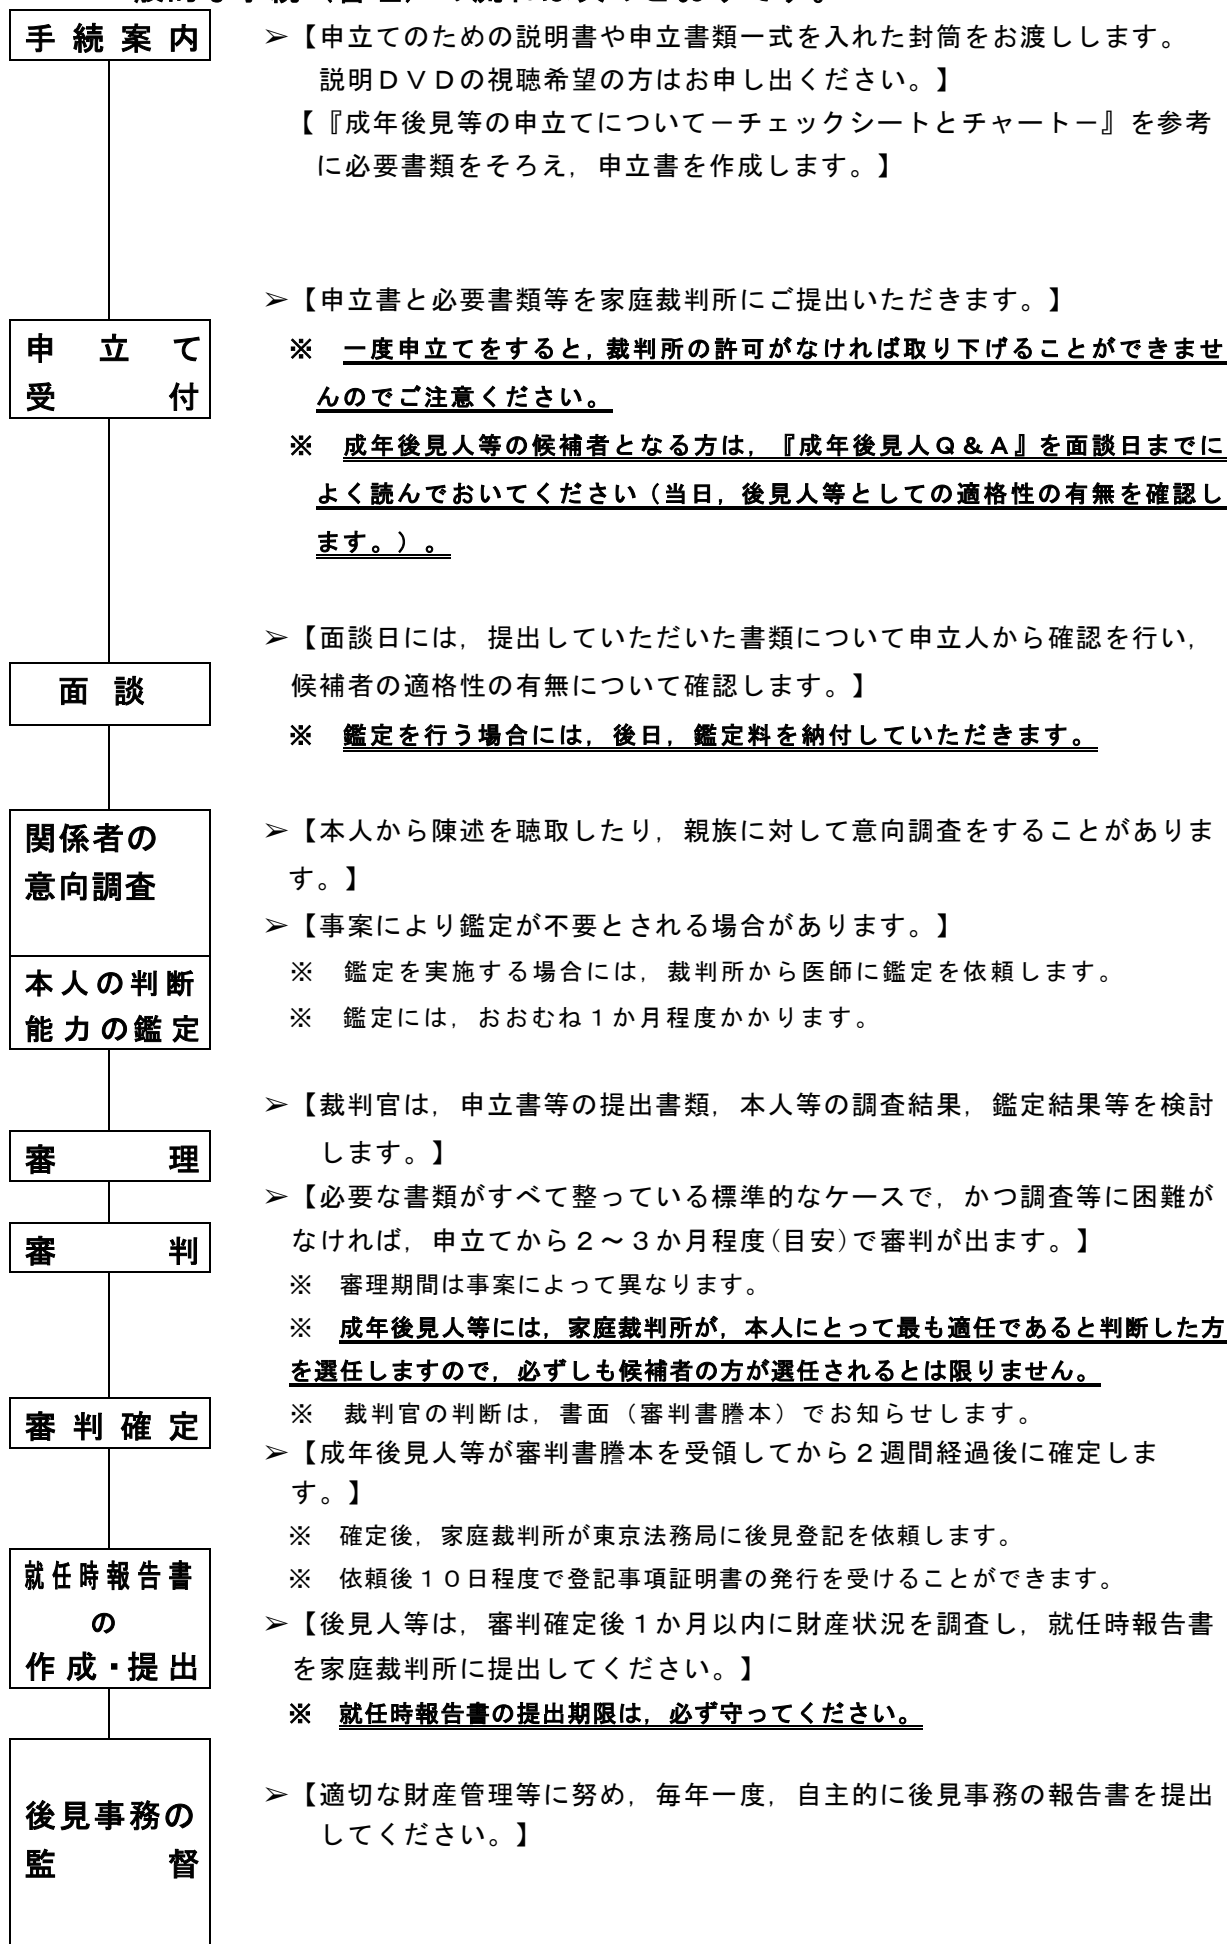 手続案内
➢【申立てのための説明書や申立書類一式を入れた封筒をお渡しします。
説明ＤＶＤの視聴希望の方はお申し出ください。】
【『成年後見等の申立てについて－チェックシートとチャート－』を参考
に必要書類をそろえ，申立書を作成します。】
➢【申立書と必要書類等を家庭裁判所にご提出いただきます。】
申立て
受付
※　一度申立てをすると，裁判所の許可がなければ取り下げることができませ
んのでご注意ください。
※　成年後見人等の候補者となる方は，『成年後見人Ｑ＆Ａ』を面談日までに
よく読んでおいてください（当日，後見人等としての適格性の有無を確認し
ます。）。
➢【面談日には，提出していただいた書類について申立人から確認を行い，
候補者の適格性の有無について確認します。】
面談
※　鑑定を行う場合には，後日，鑑定料を納付していただきます。
関係者の
意向調査
➢【本人から陳述を聴取したり，親族に対して意向調査をすることがありま
す。】
➢【事案により鑑定が不要とされる場合があります。】
本人の判断
能力の鑑定
※　鑑定を実施する場合には，裁判所から医師に鑑定を依頼します。
※　鑑定には，おおむね１か月程度かかります。
➢【裁判官は，申立書等の提出書類，本人等の調査結果，鑑定結果等を検討
します。】
審理
➢【必要な書類がすべて整っている標準的なケースで，かつ調査等に困難が
なければ，申立てから２～３か月程度(目安)で審判が出ます。】
審判
※　審理期間は事案によって異なります。
※　成年後見人等には，家庭裁判所が，本人にとって最も適任であると判断した方
を選任しますので，必ずしも候補者の方が選任されるとは限りません。
※　裁判官の判断は，書面（審判書謄本）でお知らせします。
審判確定
➢【成年後見人等が審判書謄本を受領してから２週間経過後に確定しま
す。】
※　確定後，家庭裁判所が東京法務局に後見登記を依頼します。
※　依頼後１０日程度で登記事項証明書の発行を受けることができます。
就任時報告書
の
作成・提出
➢【後見人等は，審判確定後１か月以内に財産状況を調査し，就任時報告書
を家庭裁判所に提出してください。】
※　就任時報告書の提出期限は，必ず守ってください。
後見事務の
監督
➢【適切な財産管理等に努め，毎年一度，自主的に後見事務の報告書を提出
してください。】